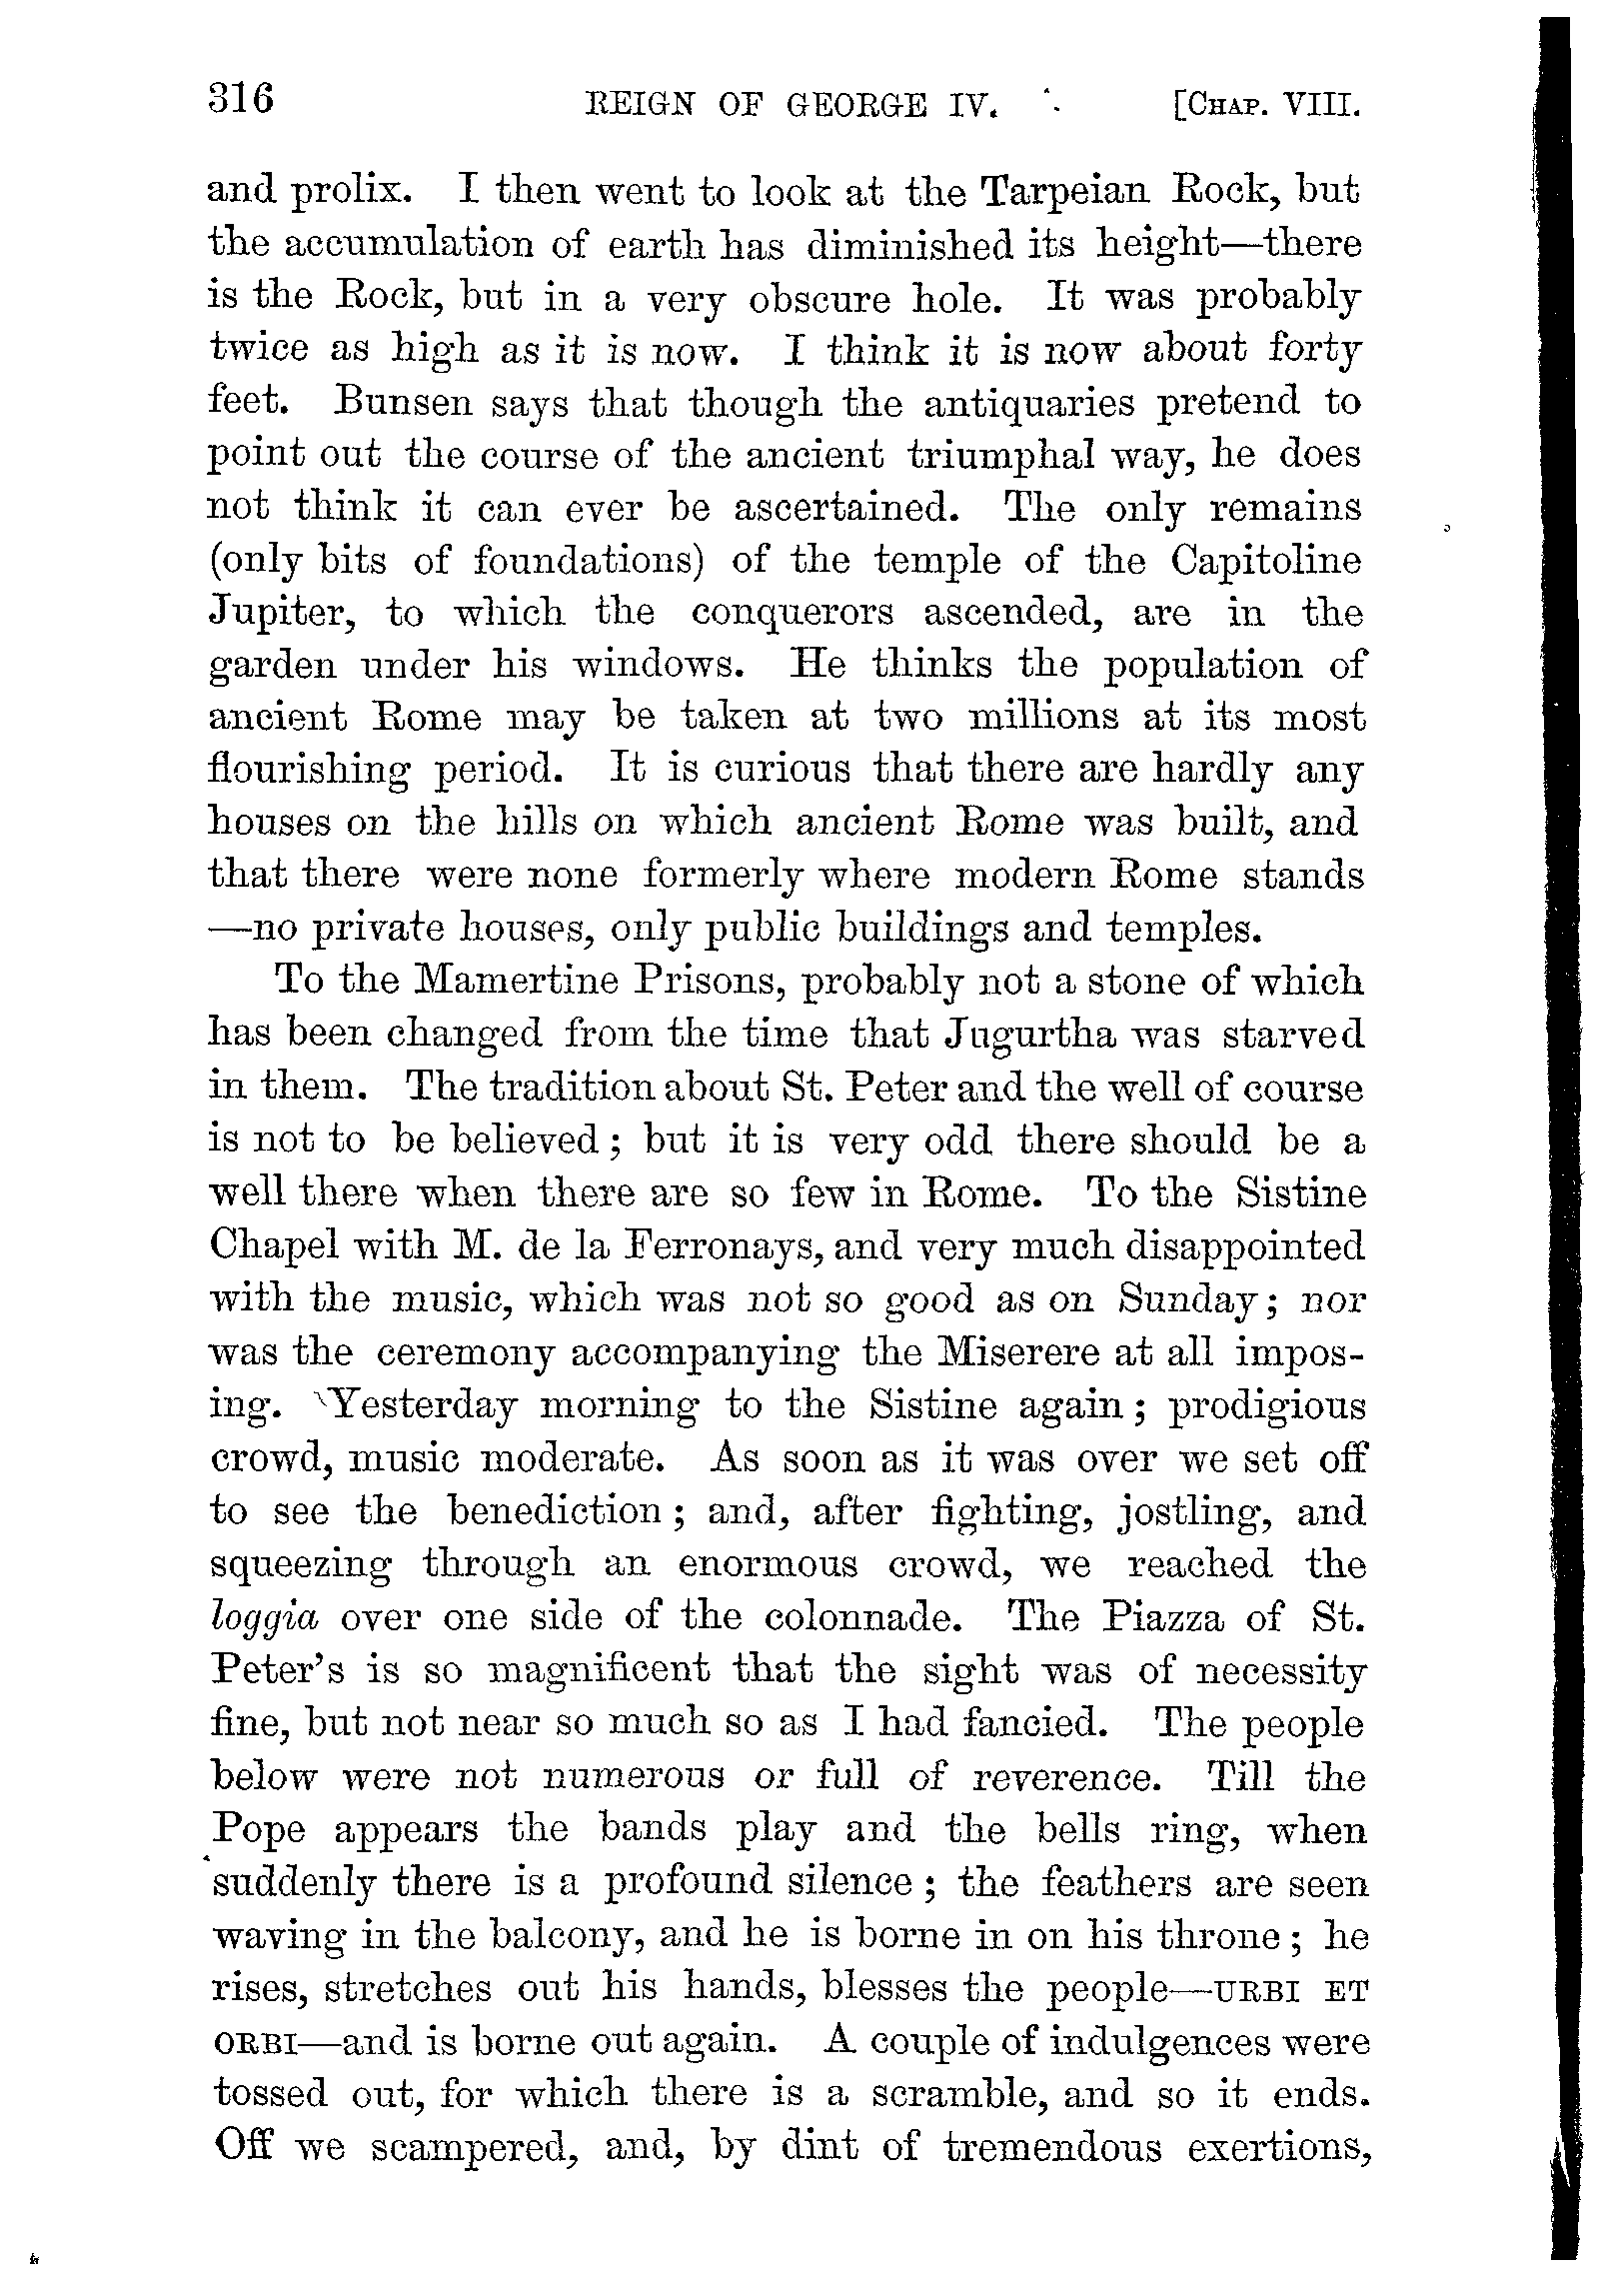 316 REIGN OF GEORGE IV. [CHAP. VIII.
and prolix. I then went to look at the Tarpeian Rock, but
the accumulation of earth has diminished its height—there
is the Rock, but in a very obscure hole. It was probably
twice as high as it is now. I think it is now about forty
feet. Bunsen says that though the antiquaries pretend to
point out the course of the ancient triumphal way, he does
not think it can ever be ascertained. The only remains
(only bits of foundations) of the temple of the Capitoline
Jupiter, to which the conquerors ascended, are in the
garden under his windows. He thinks the population of
ancient Rome may be taken at two millions at its most
flourishing period. It is curious that there are hardly any
houses on the hills on which ancient Rome was built, and
that there were none formerly where modern Rome stands
—no private houses, only public buildings and temples.
To the Mamertine Prisons, probably not a stone of which
has been changed from the time that Jugurtha was starved
in them. The tradition about St. Peter and the well of course
is not to be believed; but it is very odd there should be a
well there when there are so few in Rome. To the Sistine
Chapel with M. de la Ferronays, and very much disappointed
with the music, which was not so good as on Sunday; nor
was the ceremony accompanying the Miserere at all impos-
ing. Yesterday morning to the Sistine again; prodigious
crowd, music moderate. As soon as it was over we set off
to see the benediction; and, after fighting, jostling, and
squeezing through an enormous crowd, we reached the
loggia over one side of the colonnade. The Piazza of St.
Peter's is so magnificent that the sight was of necessity
fine, but not near so much so as I had fancied. The people
below were not numerous or full of reverence. Till the
Pope appears the bands play and the bells ring, when
suddenly there is a profound silence; the feathers are seen
waving in the balcony, and he is borne in on his throne; he
rises, stretches out his hands, blesses the people—URBI ET
ORBI—and is borne out again. A couple of indulgences were
tossed out, for which there is a scramble, and so it ends.
Off we scampered, and, by dint of tremendous exertions,